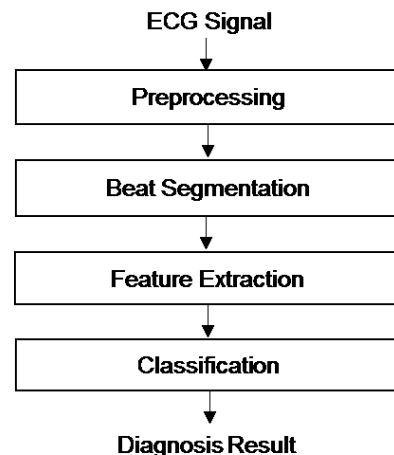 ECG Signal
Preprocessing
Beat Segmentation
Feature Extraction
Classification
Diagnosis Result